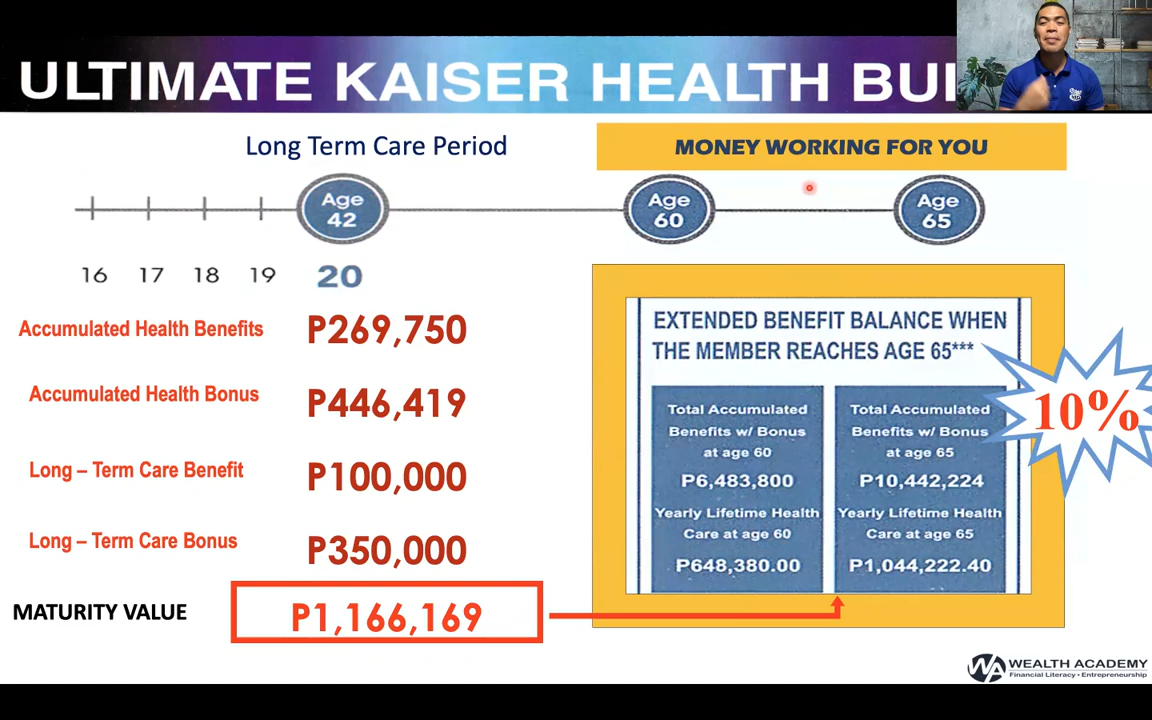 ULTIMATE KAISER HEALTH BUI
Long Term Care Period
MONEY WORKING FOR YOU
Age
42
Age
60
Age
65
16 17 18 19 20
Accumulated Health Benefits P269,750
Accumulated Health Bonus P446,419
Long – Term Care Benefit P100,000
Long – Term Care Bonus P350,000
MATURITY VALUE P1,166,169
EXTENDED BENEFIT BALANCE WHEN
THE MEMBER REACHES AGE 65***
10%
Total Accumulated
Benefits w/ Bonus
at age 60
P6,483,800
Yearly Lifetime Health
Care at age 60
P648,380.00
Total Accumulated
Benefits w/ Bonus
at age 65
P10,442,224
Yearly Lifetime Health
Care at age 65
P1,044,222.40
WA WEALTH ACADEMY
Financial Literacy • Entrepreneurship